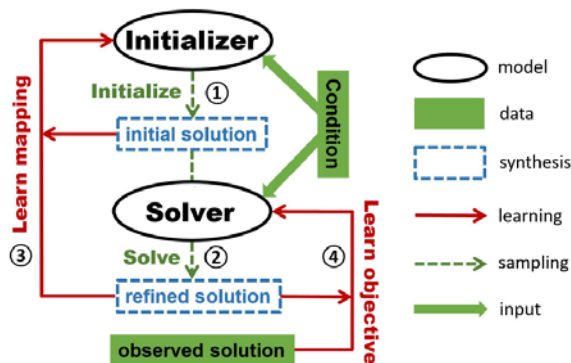 Initializer
Initialize ①
initial solution
Condition
Learn mapping
Solver
Solve ②
③
④
refined solution
Learn objective
observed solution
model
data
synthesis
learning
sampling
input